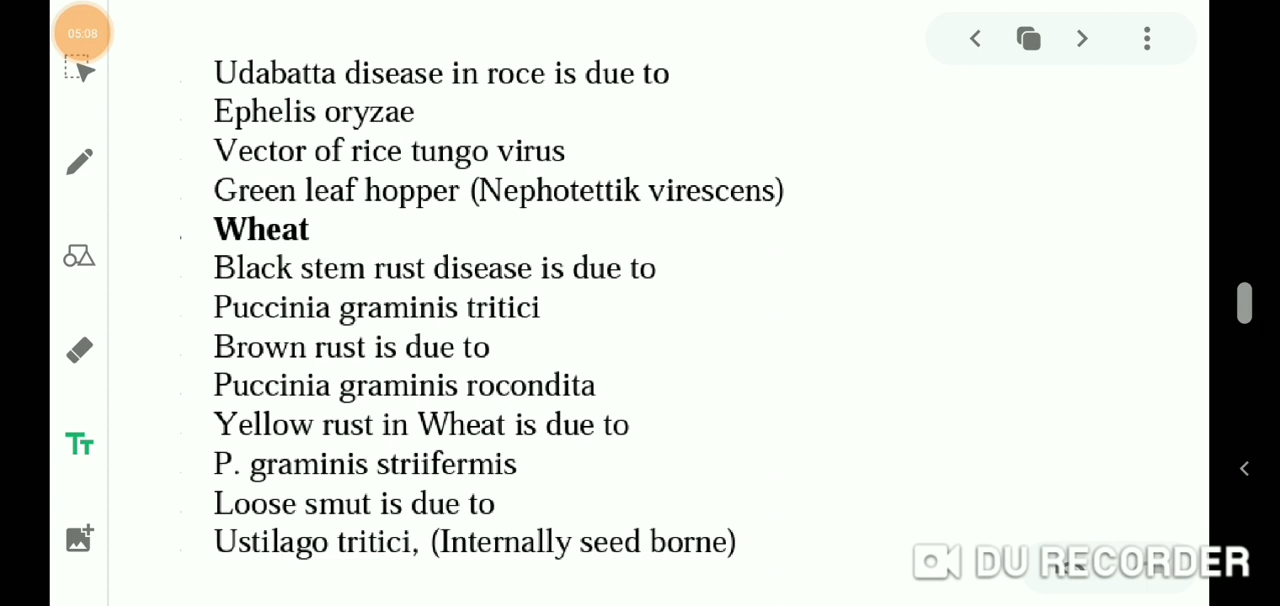 05:08
Udabatta disease in roce is due to
Ephelis oryzae
Vector of rice tungo virus
Green leaf hopper (Nephotettik virescens)
Wheat
Black stem rust disease is due to
Puccinia graminis tritici
Brown rust is due to
Puccinia graminis rocondita
Yellow rust in Wheat is due to
P. graminis striifermis
Loose smut is due to
Ustilago tritici, (Internally seed borne)
TT
DU RECORDER